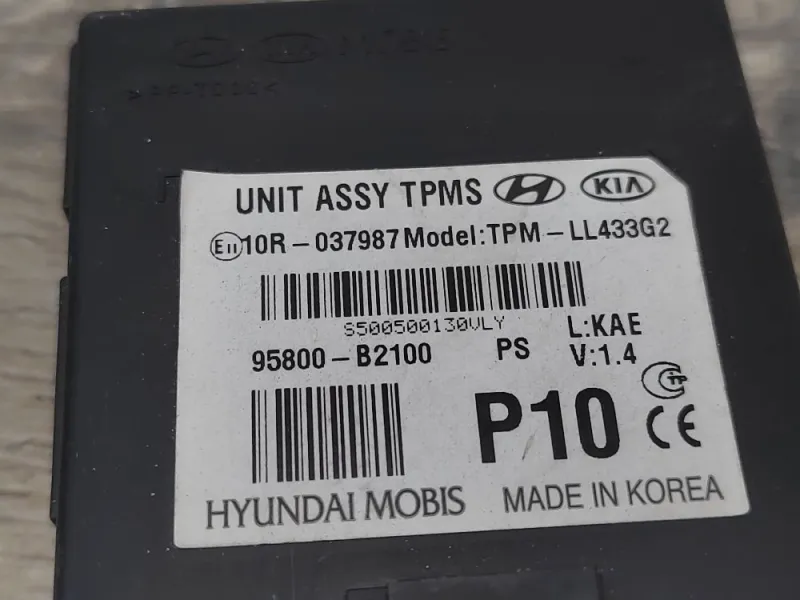 UNIT ASSY TPMS KIA
E11 10R-037987 Model:TPM-LL433G2
S500500130VLY
L:KAE
95800-B2100 PS V:1.4
P10 CE
HYUNDAI MOBIS MADE IN KOREA